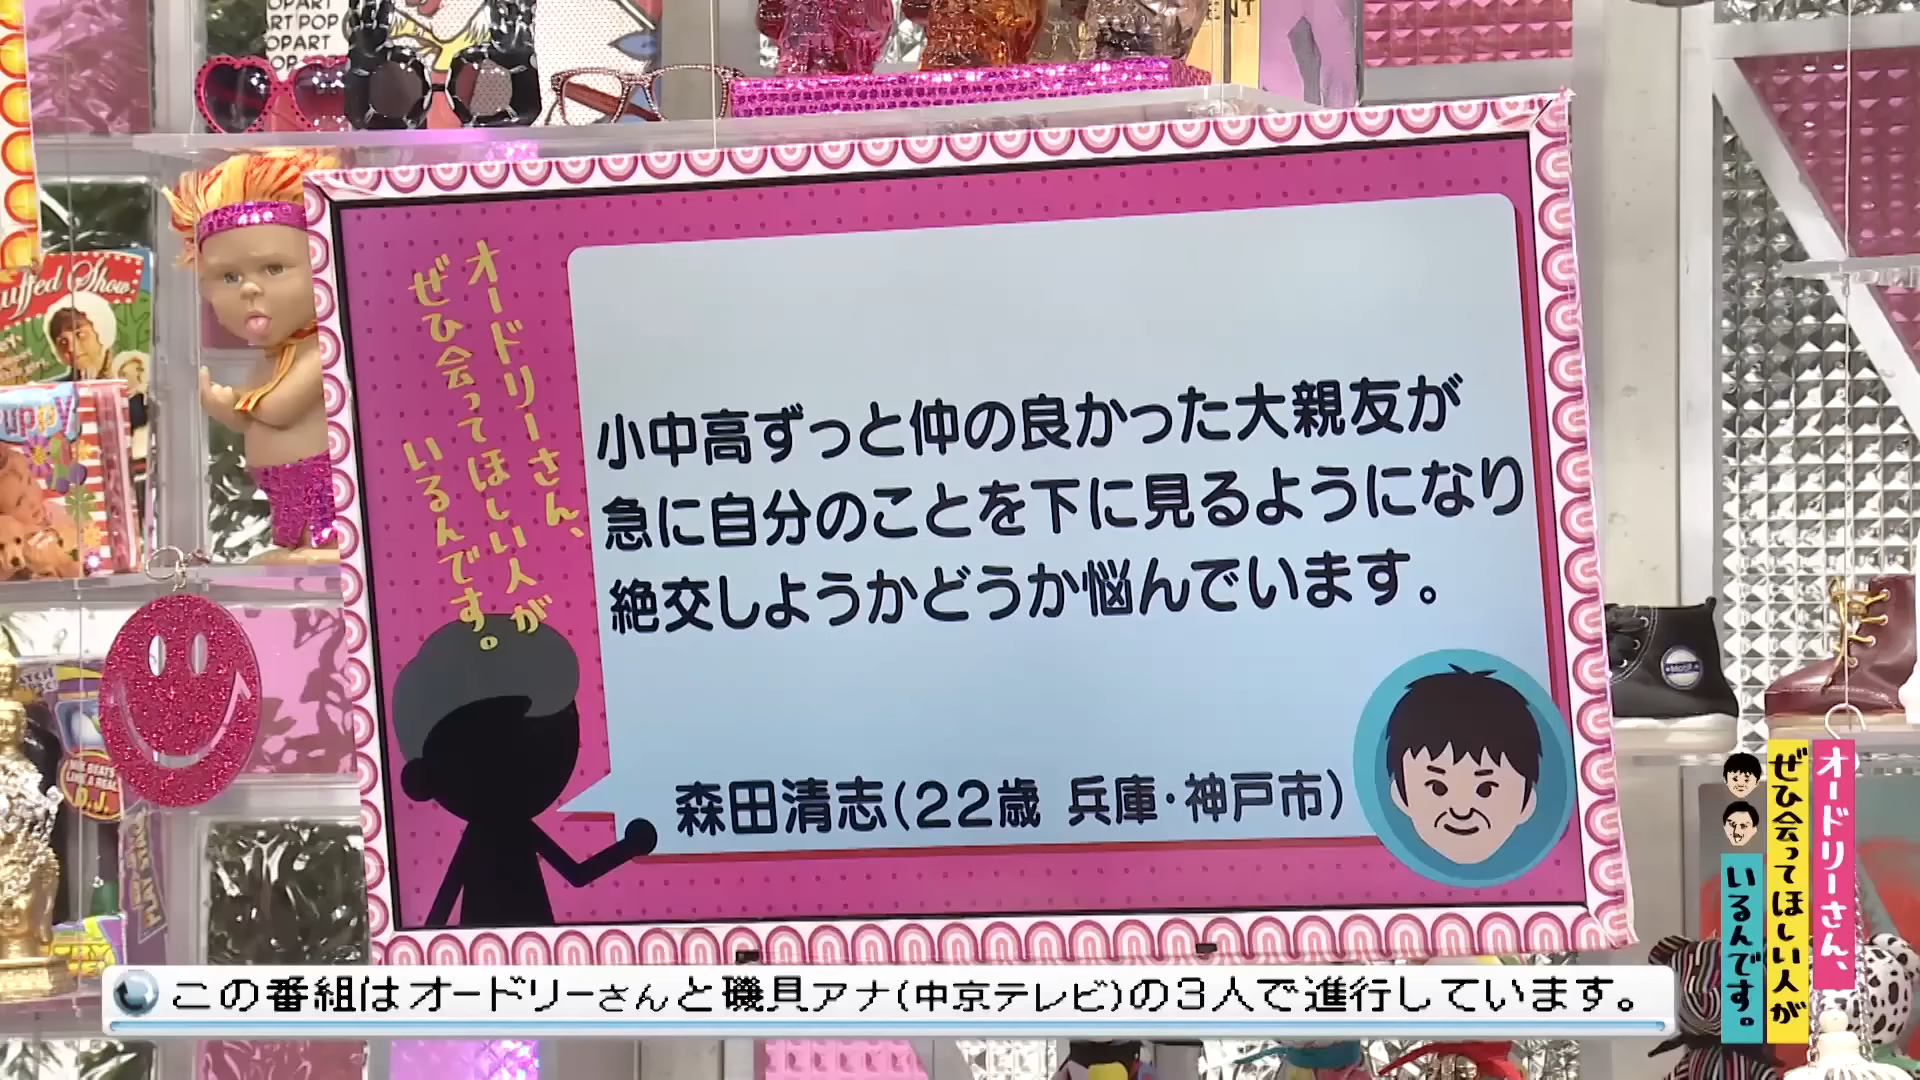 OPART
ART POP
OPART
オードリーさん、
ぜひ会ってほしい人が
いるんです。
小中高ずっと仲の良かった大親友が
急に自分のことを下に見るようになり
絶交しようかどうか悩んでいます。
森田清志(22歳 兵庫・神戸市)
オードリーさん、
ぜひ会ってほしい人が
いるんです。
この番組はオードリーさんと磯貝アナ(中京テレビ)の3人で進行しています。